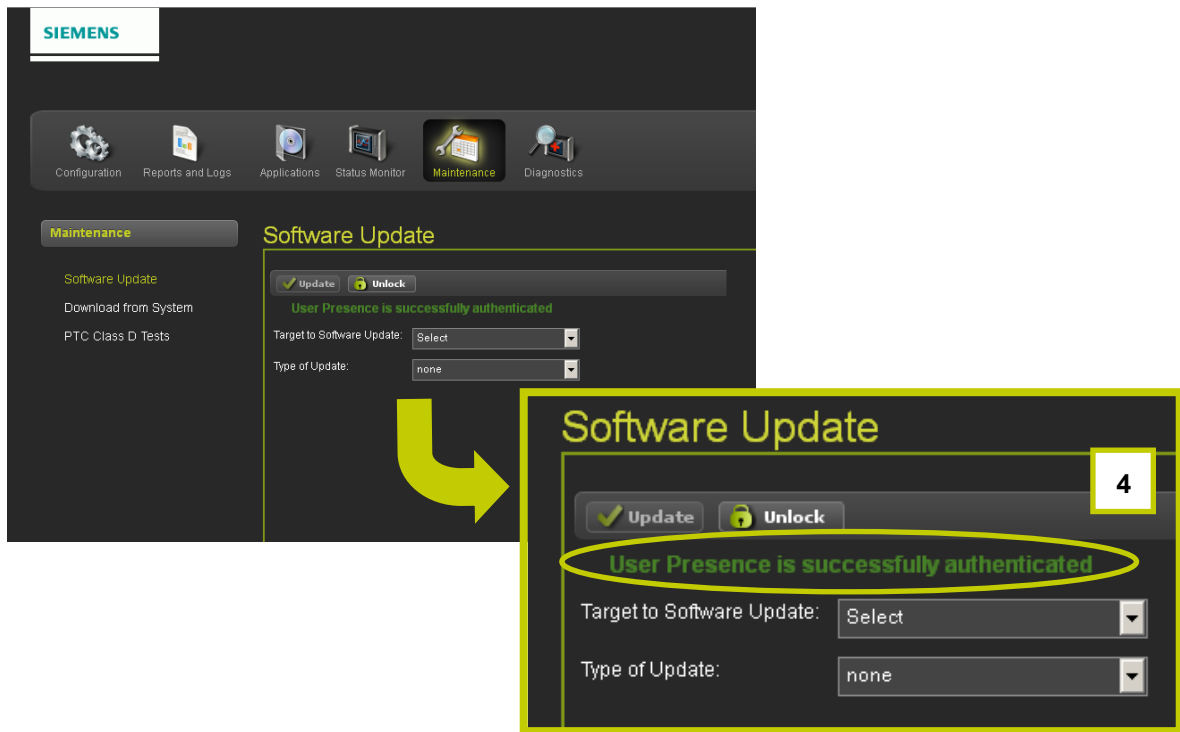 SIEMENS
Configuration Reports and Logs Applications Status Monitor Maintenance Diagnostics
Maintenance
Software Update
Download from System
PTC Class D Tests
Software Update
Update Unlock
User Presence is successfully authenticated
Target to Software Update: Select
Type of Update: none
Software Update
4
Update Unlock
User Presence is successfully authenticated
Target to Software Update: Select
Type of Update: none